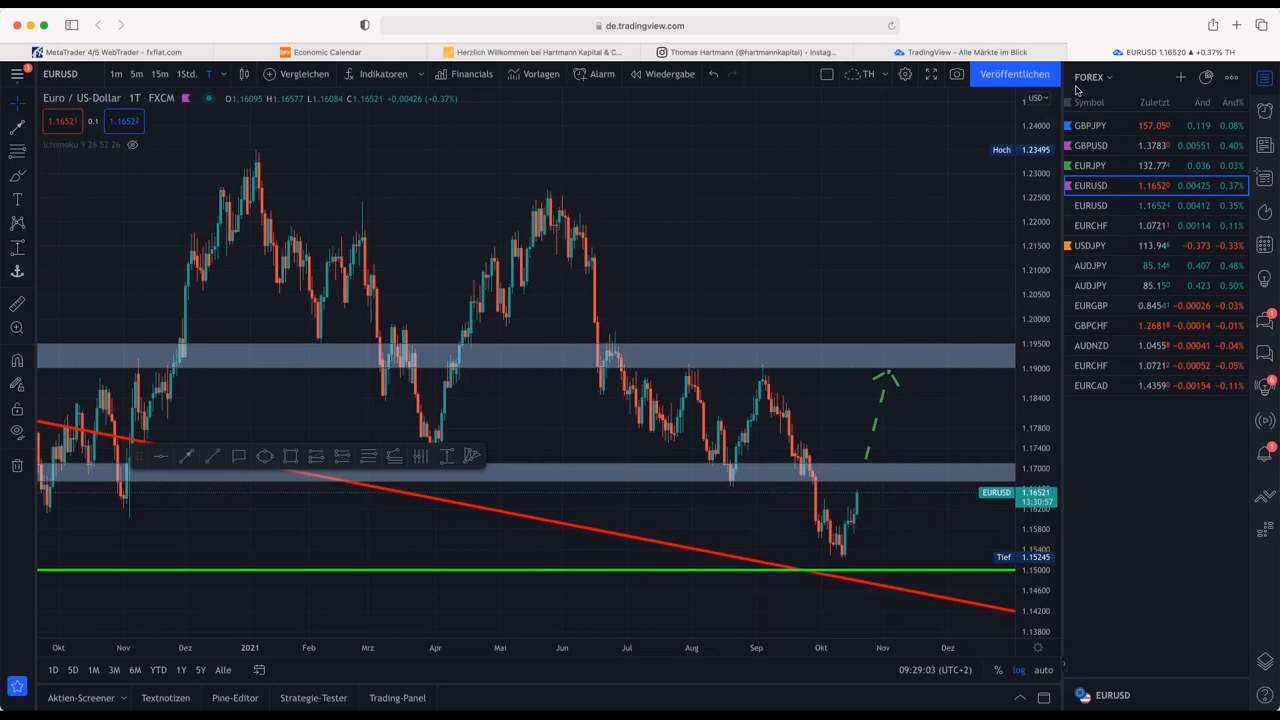 de.tradingview.com
MetaTrader 4/5 WebTrader - fxflat.com
Economic Calendar
Herzlich Willkommen bei Hartmann Kapital & C...
Thomas Hartmann (@hartmannkapital) - Instag...
TradingView - Alle Märkte im Blick
EURUSD 1.16520 ▲ +0.37% TH
EURUSD 1m 5m 15m 1Std. T Vergleichen Indikatoren Financials Vorlagen Alarm Wiedergabe TH Veröffentlichen
Euro / US-Dollar · 1T · FXCM O1.16095 H1.16577 L1.16084 C1.16521 +0.00426 (+0.37%)
USD
1.16521 0.1 1.16522
Ichimoku 9 26 52 26
1.24000
Hoch 1.23495
1.23000
1.22000
1.21500
1.21000
1.20500
1.20000
1.19500
1.19000
1.18400
1.17800
1.17400
1.17000
EURUSD 1.16521
13:30:57
1.16200
1.15800
1.15400
Tief 1.15245
1.15000
1.14600
1.14200
1.13800
Okt Nov Dez 2021 Feb Mrz Apr Mai Jun Jul Aug Sep Okt Nov Dez
1D 5D 1M 3M 6M YTD 1Y 5Y Alle 09:29:03 (UTC+2) % log auto
Aktien-Screener Textnotizen Pine-Editor Strategie-Tester Trading-Panel
FOREX
Symbol Zuletzt Änd Änd%
GBPJPY 157.050 0.119 0.08%
GBPUSD 1.37830 0.00551 0.40%
EURJPY 132.774 0.036 0.03%
EURUSD 1.16520 0.00425 0.37%
EURUSD 1.16524 0.00412 0.35%
EURCHF 1.07211 0.00114 0.11%
USDJPY 113.946 −0.373 −0.33%
AUDJPY 85.146 0.407 0.48%
AUDJPY 85.150 0.423 0.50%
EURGBP 0.84541 −0.00026 −0.03%
GBPCHF 1.26818 −0.00014 −0.01%
AUDNZD 1.04558 −0.00041 −0.04%
EURCHF 1.07212 −0.00052 −0.05%
EURCAD 1.43590 −0.00154 −0.11%
EURUSD